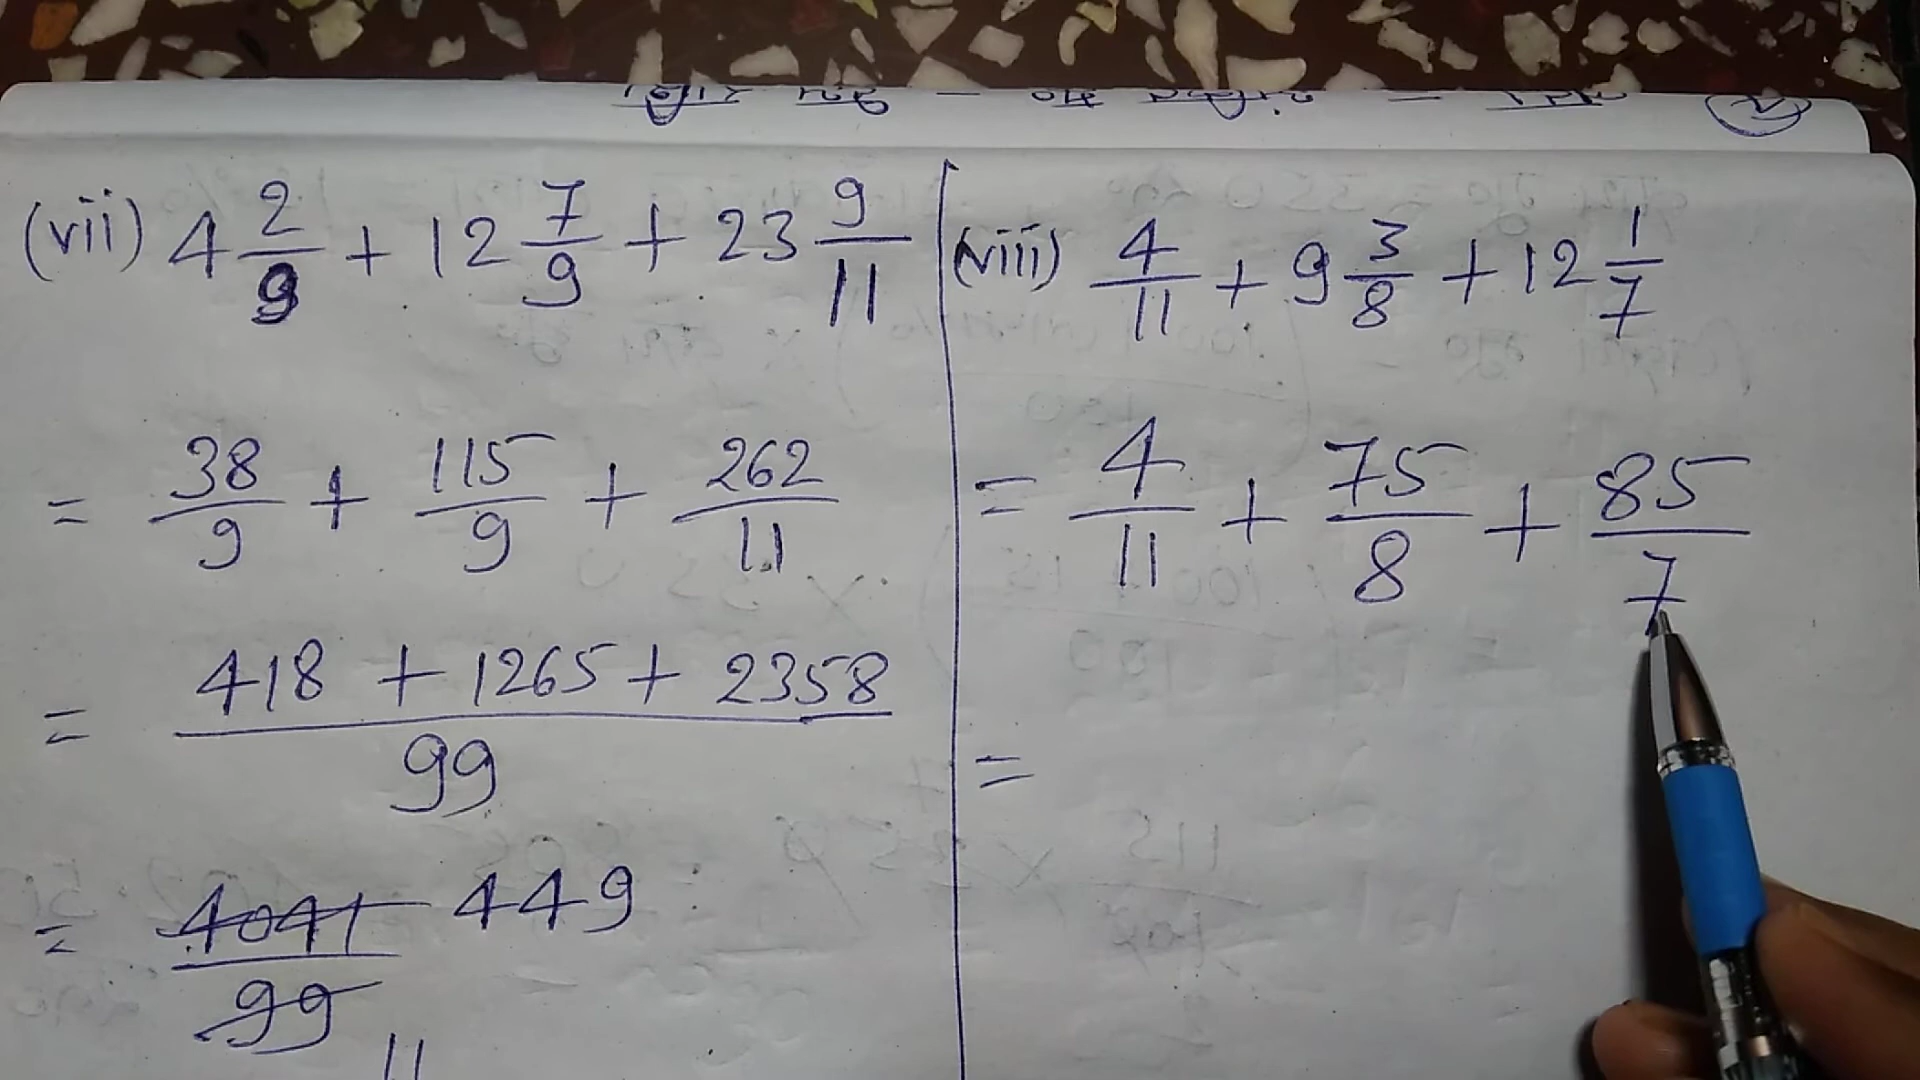 (vii) 4 2/9 + 12 7/9 + 23 9/11
= 38/9 + 115/9 + 262/11
= (418 + 1265 + 2358)/99
= 4041/99 449
11
(viii) 4/11 + 9 3/8 + 12 1/7
= 4/11 + 75/8 + 85/7
=